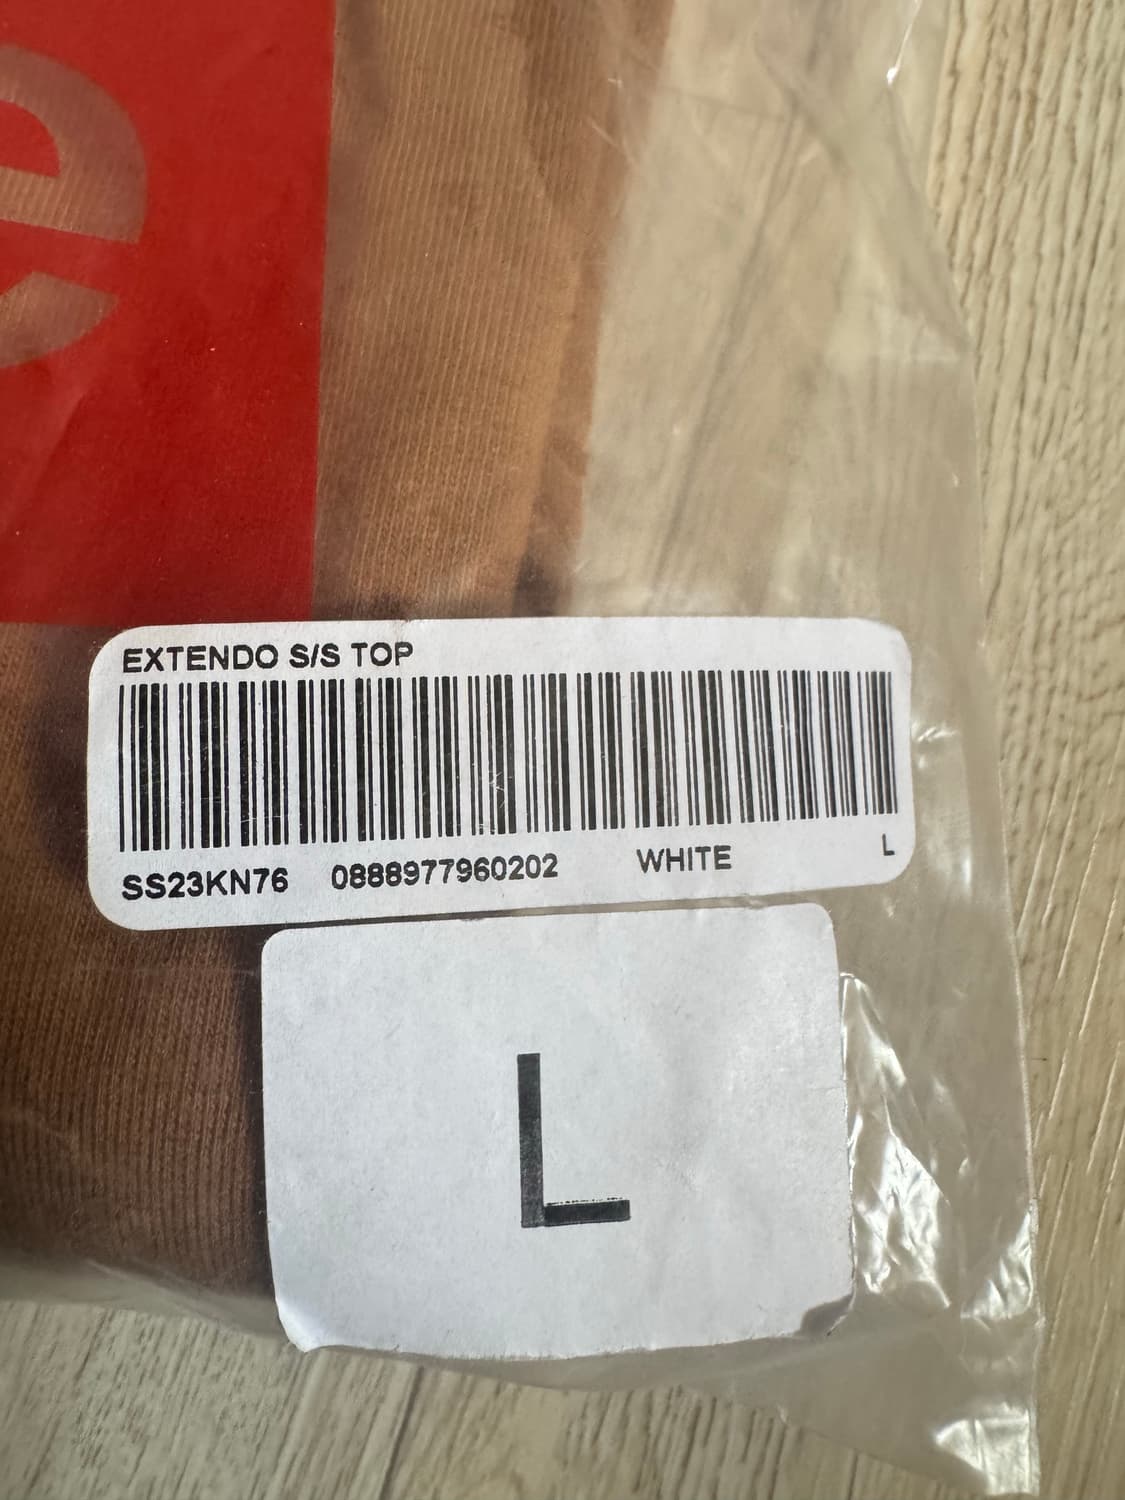 e
EXTENDO S/S TOP
SS23KN76 0888977960202 WHITE L
L